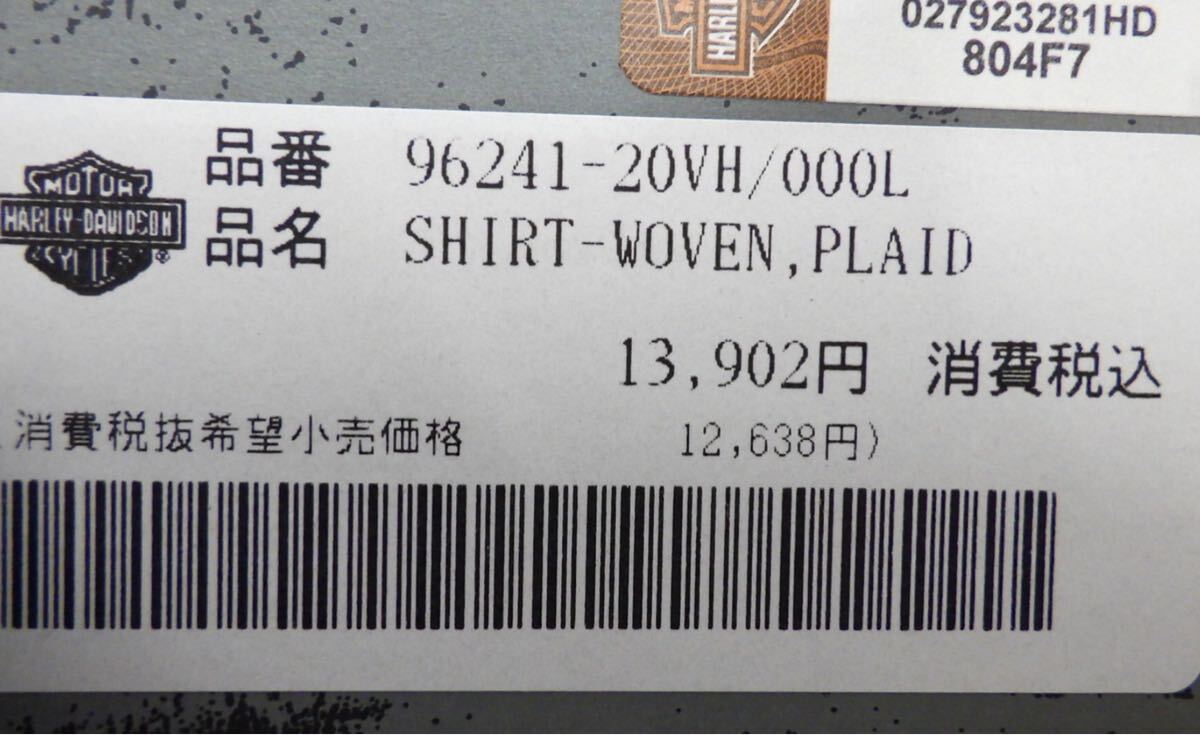 HARLE
027923281HD
804F7
MOTOR
HARLEY-DAVIDSON
CYCLES®
品番 96241-20VH/000L
品名 SHIRT-WOVEN,PLAID
13,902円 消費税込
消費税抜希望小売価格 12,638円)